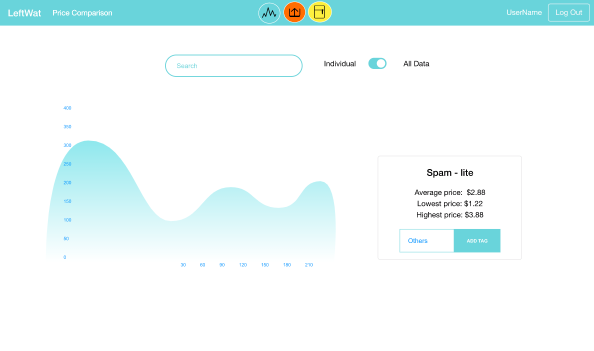 LeftWat
Price Comparison
UserName
Log Out
Search
Individual
All Data
400
350
300
250
200
150
100
50
0
30 60 90 120 150 180 210
Spam - lite
Average price: $2.88
Lowest price: $1.22
Highest price: $3.88
Others
ADD TAG